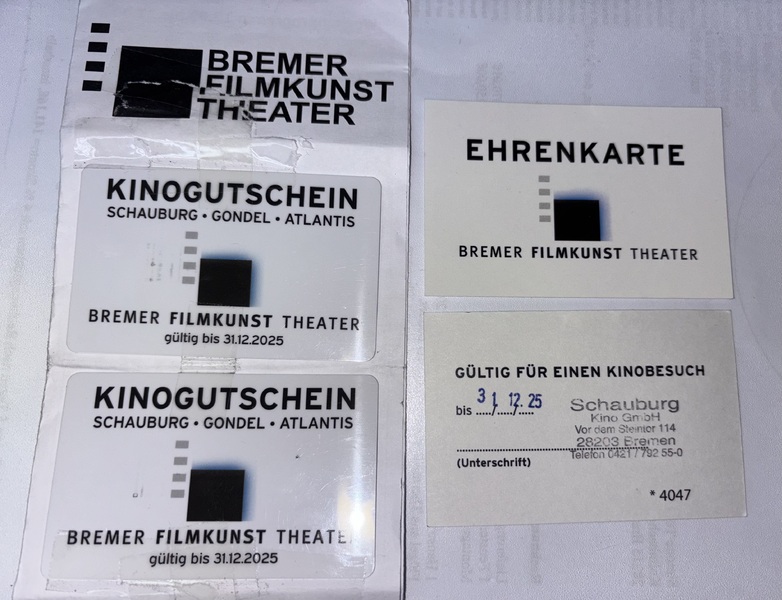 BREMER
FILMKUNST
THEATER
KINOGUTSCHEIN
SCHAUBURG • GONDEL • ATLANTIS
BREMER FILMKUNST THEATER
gültig bis 31.12.2025
KINOGUTSCHEIN
SCHAUBURG • GONDEL • ATLANTIS
BREMER FILMKUNST THEATE
gültig bis 31.12.2025
EHRENKARTE
BREMER FILMKUNST THEATER
GÜLTIG FÜR EINEN KINOBESUCH
bis 31.12.25
Schauburg
Kino GmbH
Vor dem Steintor 114
28203 Bremen
Telefon 0421 / 792 55-0
(Unterschrift)
* 4047